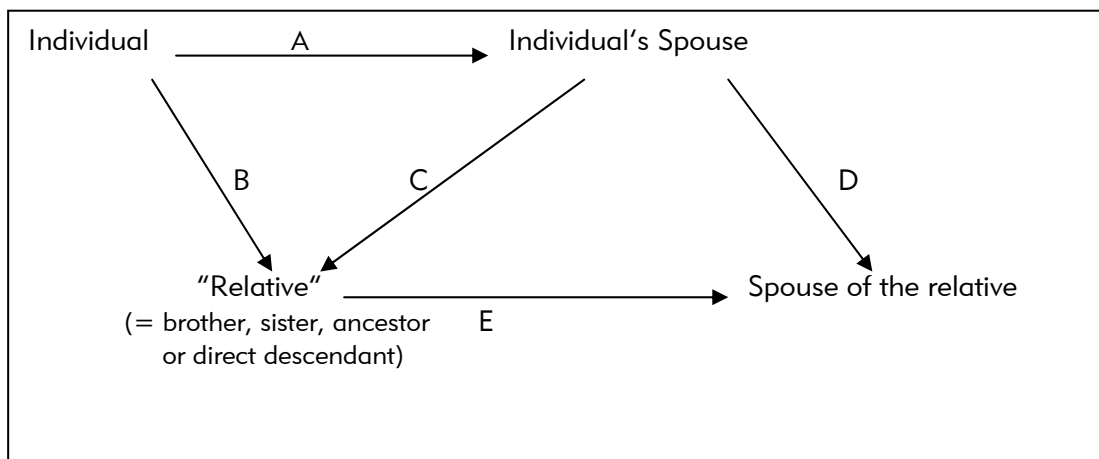 Individual A Individual's Spouse
B C D
"Relative" Spouse of the relative
(= brother, sister, ancestor E
or direct descendant)